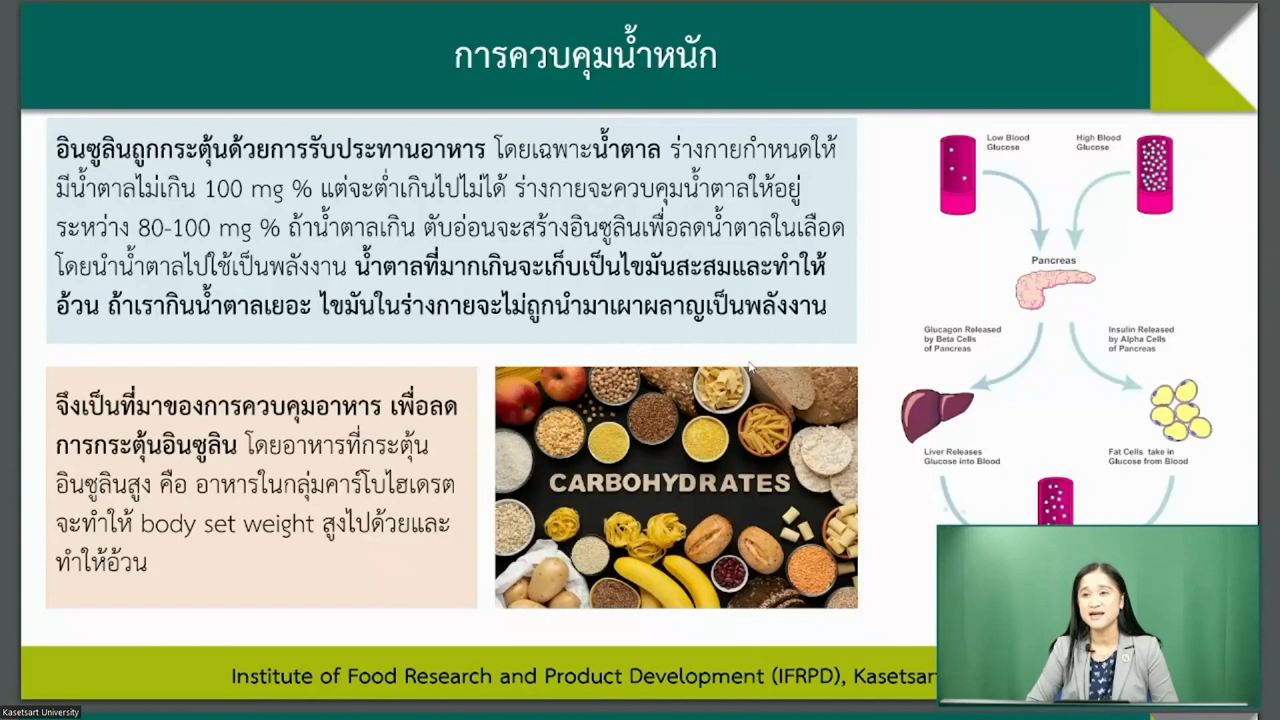 การควบคุมน้ำหนัก
อินซูลินถูกกระตุ้นด้วยการรับประทานอาหาร โดยเฉพาะน้ำตาล ร่างกายกำหนดให้
มีน้ำตาลไม่เกิน 100 mg % แต่จะต่ำเกินไปไม่ได้ ร่างกายจะควบคุมน้ำตาลให้อยู่
ระหว่าง 80-100 mg % ถ้าน้ำตาลเกิน ตับอ่อนจะสร้างอินซูลินเพื่อลดน้ำตาลในเลือด
โดยนำน้ำตาลไปใช้เป็นพลังงาน น้ำตาลที่มากเกินจะเก็บเป็นไขมันสะสมและทำให้
อ้วน ถ้าเรากินน้ำตาลเยอะ ไขมันในร่างกายจะไม่ถูกนำมาเผาผลาญเป็นพลังงาน
จึงเป็นที่มาของการควบคุมอาหาร เพื่อลด
การกระตุ้นอินซูลิน โดยอาหารที่กระตุ้น
อินซูลินสูง คือ อาหารในกลุ่มคาร์โบไฮเดรต
จะทำให้ body set weight สูงไปด้วยและ
ทำให้อ้วน
CARBOHYDRATES
Low Blood
Glucose
High Blood
Glucose
Pancreas
Glucagon Released
by Beta Cells
of Pancreas
Insulin Released
by Alpha Cells
of Pancreas
Liver Releases
Glucose into Blood
Fat Cells take in
Glucose from Blood
Institute of Food Research and Product Development (IFRPD), Kasetsar
Kasetsart University